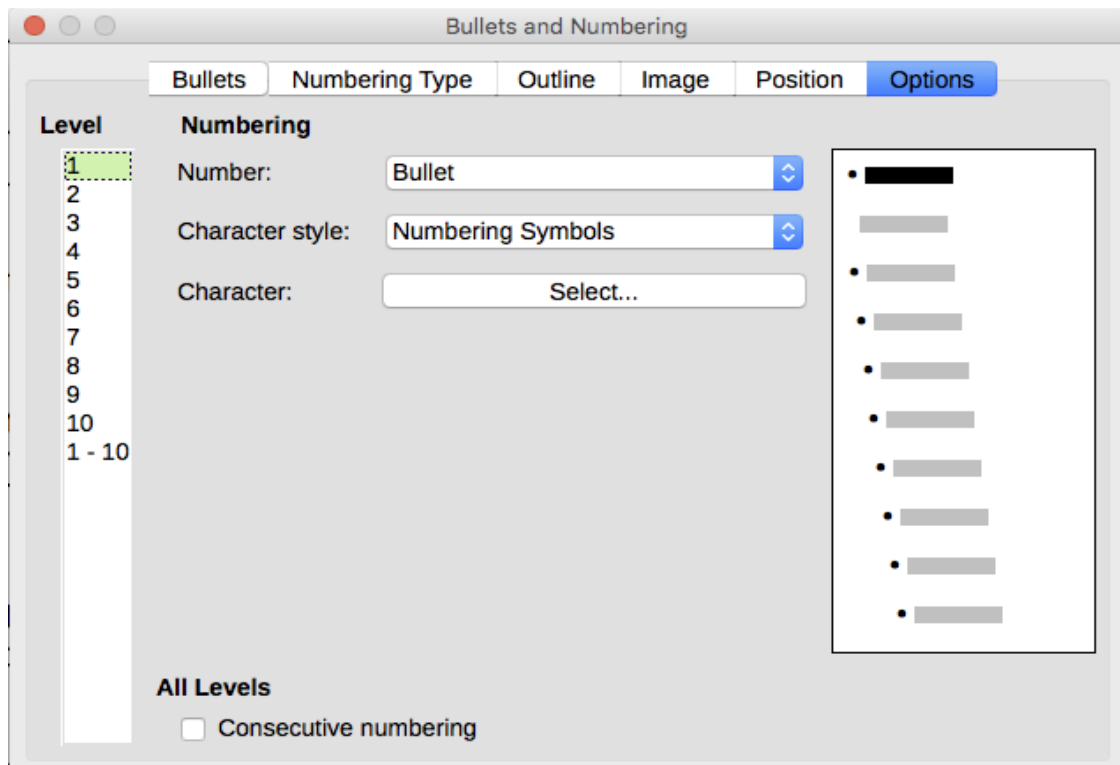 Bullets and Numbering
Bullets Numbering Type Outline Image Position Options
Level
1
2
3
4
5
6
7
8
9
10
1 - 10
Numbering
Number: Bullet
Character style: Numbering Symbols
Character: Select...
All Levels
Consecutive numbering